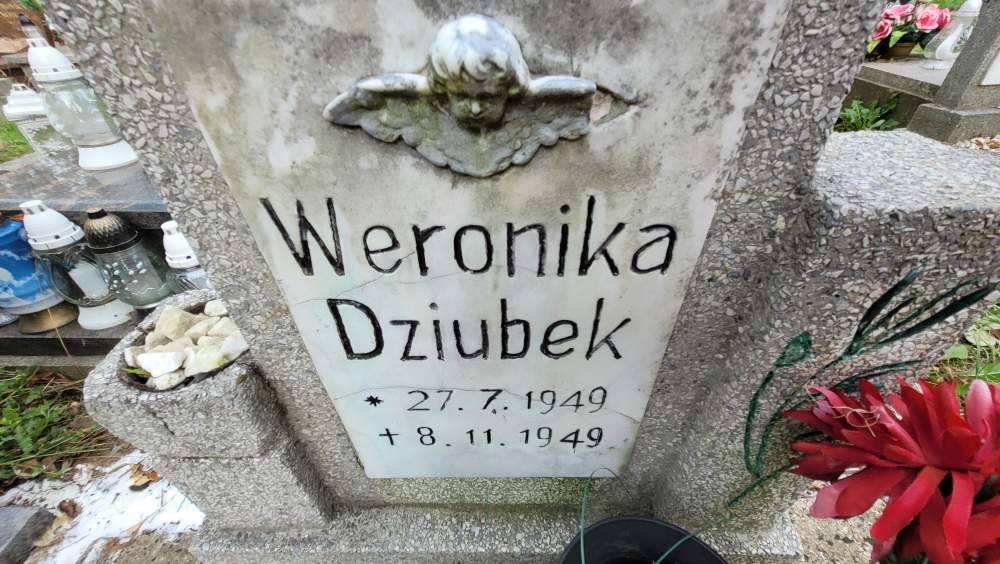 Weronika
Dziubek
* 27.7.1949
+ 8.11.1949